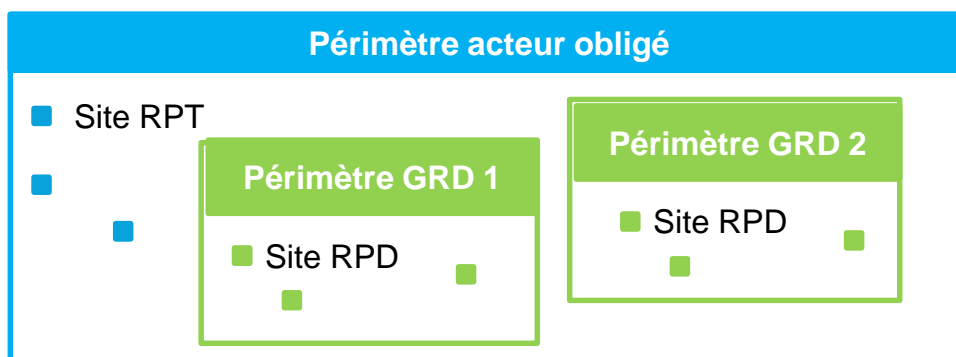 Périmètre acteur obligé
Site RPT
Périmètre GRD 1
Site RPD
Périmètre GRD 2
Site RPD